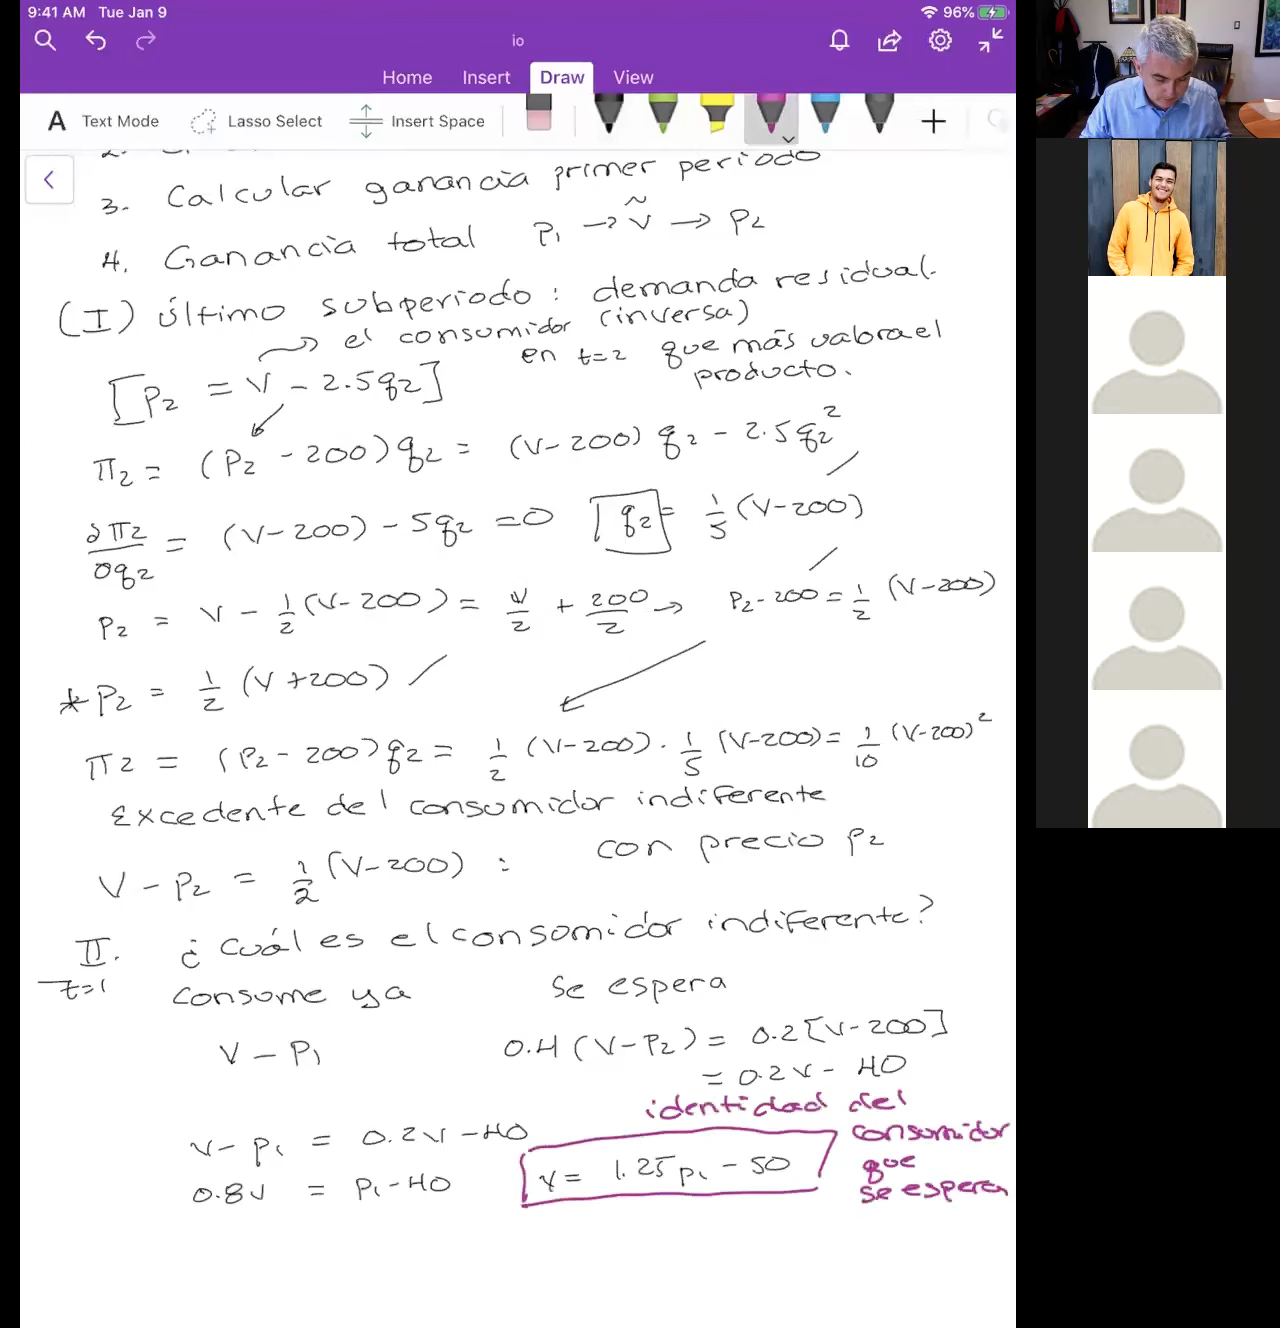 9:41 AM Tue Jan 9
96%
io
Home Insert Draw View
A Text Mode Lasso Select Insert Space
3. Calcular ganancia primer periodo
4. Ganancia total p₁ → ṽ → p₂
(I) último subperiodo: demanda residual.
(inversa)
→ el consumidor
en t=2 que más valora el
producto.
[p₂ = v - 2.5q₂]
π₂ = (p₂ - 200)q₂ = (v-200)q₂ - 2.5q₂²
∂π₂/∂q₂ = (v-200) - 5q₂ = 0 q₂ = 1/5 (v-200)
p₂ = v - 1/2 (v-200) = v/2 + 200/2 → p₂-200 = 1/2 (v-200)
* p₂ = 1/2 (v+200)
π₂ = (p₂ - 200)q₂ = 1/2 (v-200) · 1/5 (v-200) = 1/10 (v-200)²
Excedente del consumidor indiferente
con precio p₂
v - p₂ = 1/2 (v-200) :
II. ¿cuál es el consumidor indiferente?
t=1 consume ya se espera
v - p₁ 0.4 (v-p₂) = 0.2[v-200]
= 0.2v - 40
identidad del
consumidor
que
se espera
v - p₁ = 0.2v - 40
0.8v = p₁ - 40 v = 1.25p₁ - 50